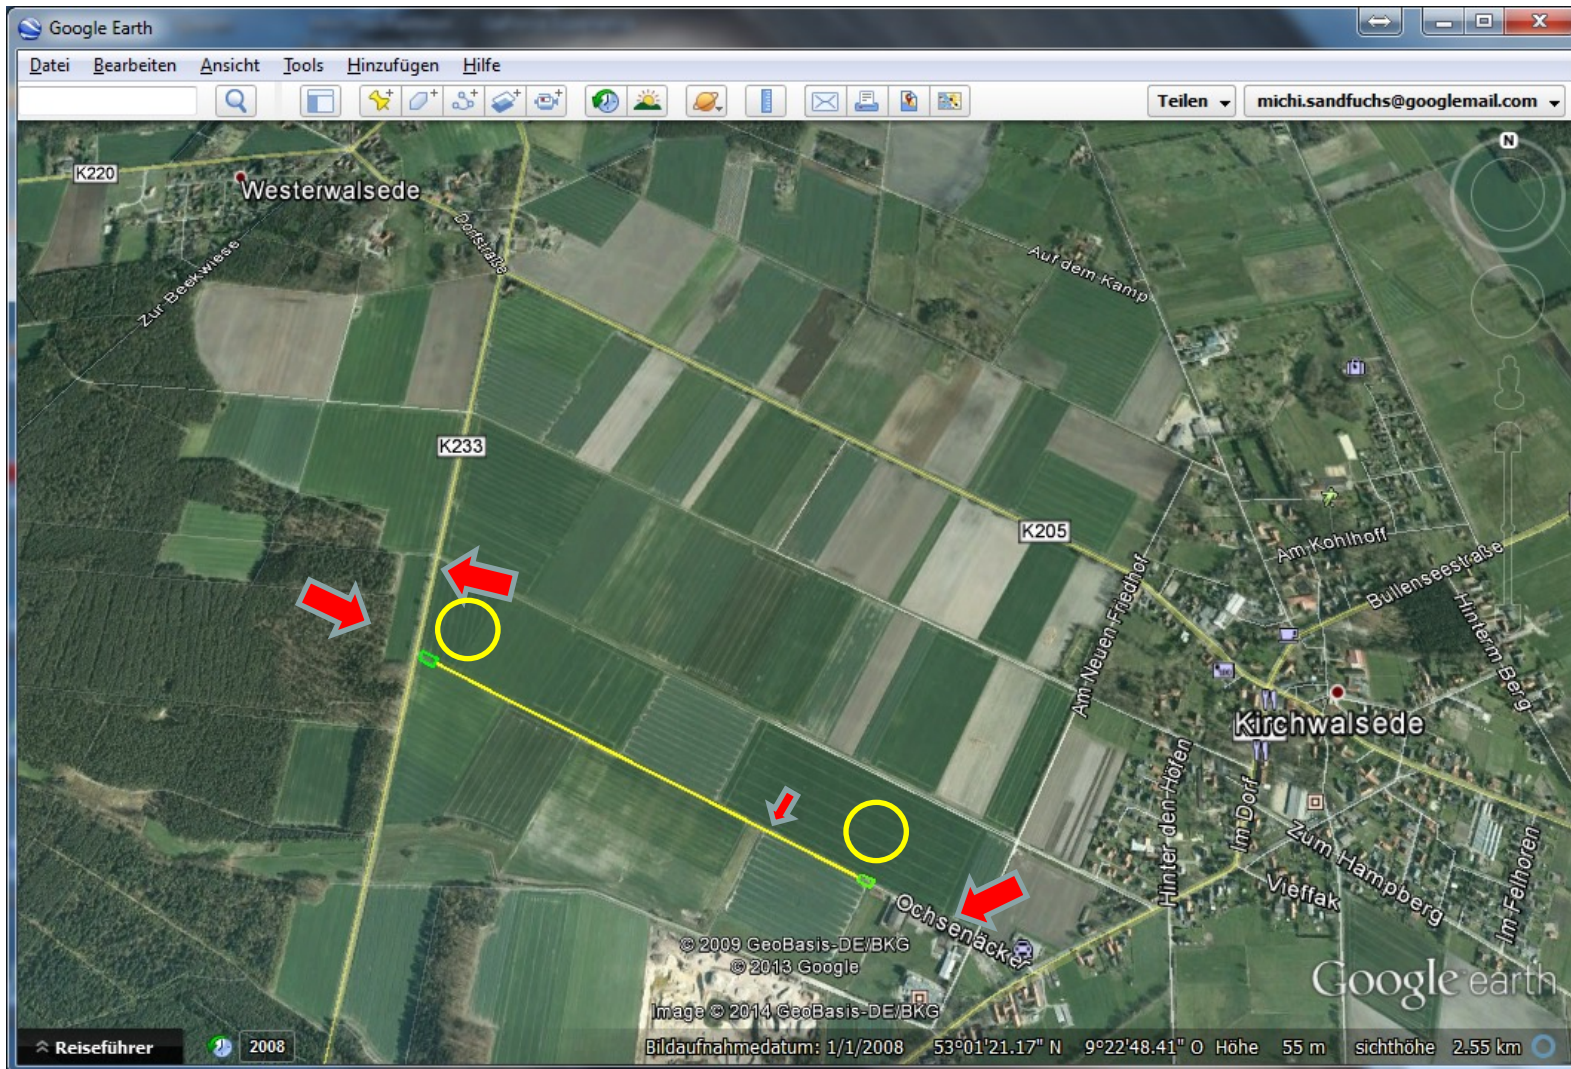 Google Earth
Datei Bearbeiten Ansicht Tools Hinzufügen Hilfe
Teilen michi.sandfuchs@googlemail.com
N
K220
Westerwalsede
Dorfstraße
Zur Beekwiese
Auf dem Kamp
K233
K205
Am Kohlhoff
Bullenseestraße
Hinterm Berg
Am Neuen Friedhof
Kirchwalsede
Hinter den Höfen
Im Dorf
Zum Hampberg
Vieffak
Im Felhoren
Ochsenäcker
© 2009 GeoBasis-DE/BKG
© 2013 Google
Image © 2014 GeoBasis-DE/BKG
Google earth
Reiseführer
2008
Bildaufnahmedatum: 1/1/2008 53°01'21.17" N 9°22'48.41" O Höhe 55 m sichthöhe 2.55 km